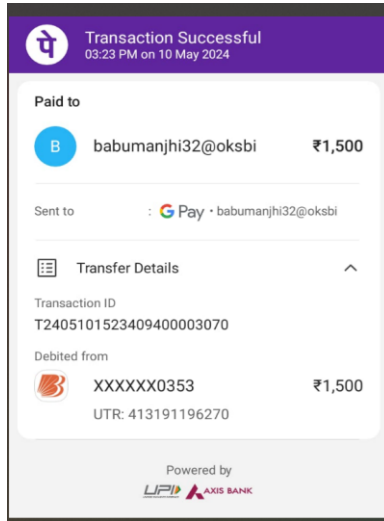 पे
Transaction Successful
03:23 PM on 10 May 2024
Paid to
B babumanjhi32@oksbi ₹1,500
Sent to : G Pay • babumanjhi32@oksbi
Transfer Details
Transaction ID
T2405101523409400003070
Debited from
XXXXXX0353 ₹1,500
UTR: 413191196270
Powered by
UPI AXIS BANK